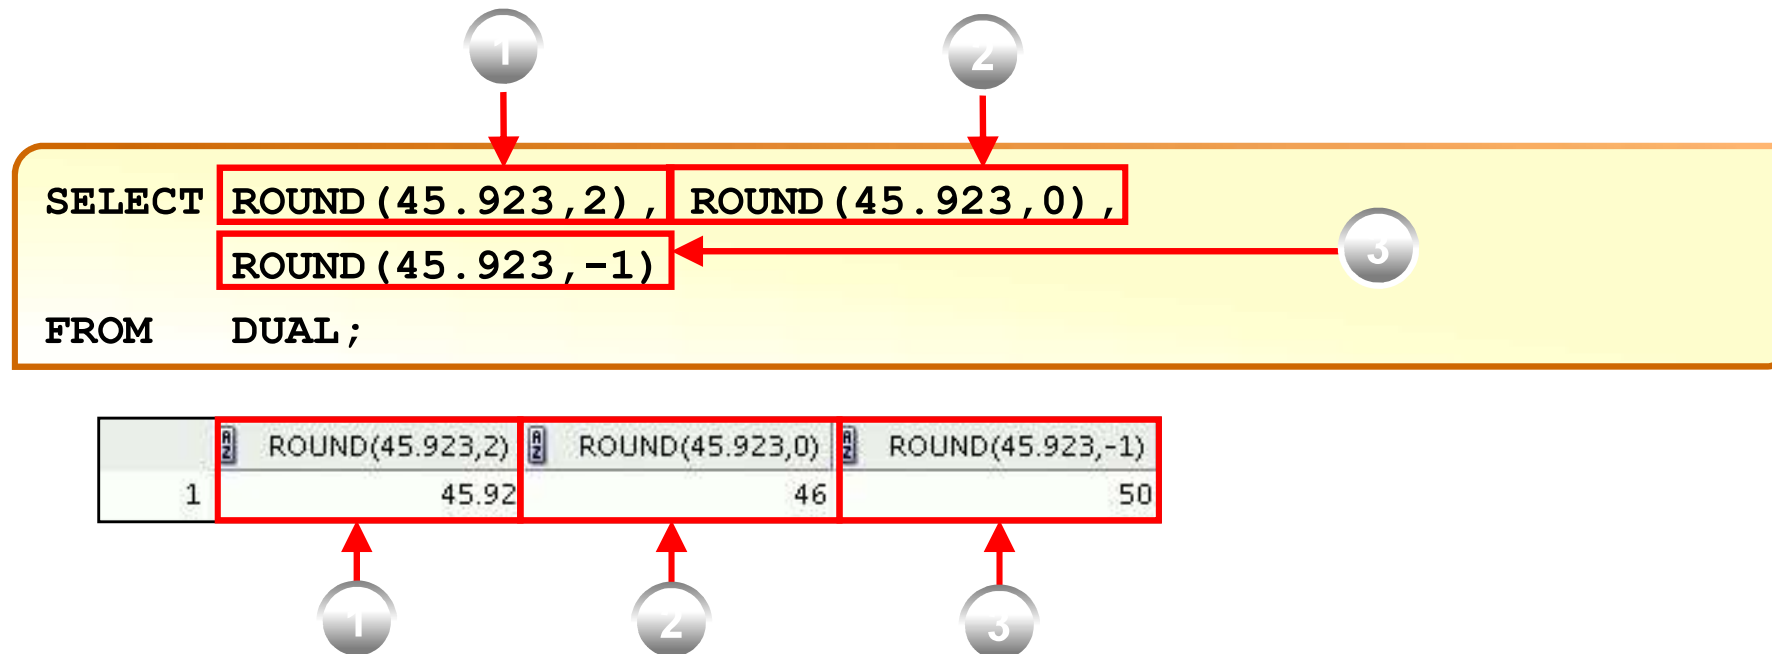 1 2
SELECT ROUND(45.923,2), ROUND(45.923,0),
ROUND(45.923,-1) 3
FROM DUAL;
ROUND(45.923,2) ROUND(45.923,0) ROUND(45.923,-1)
1 45.92 46 50
1 2 3